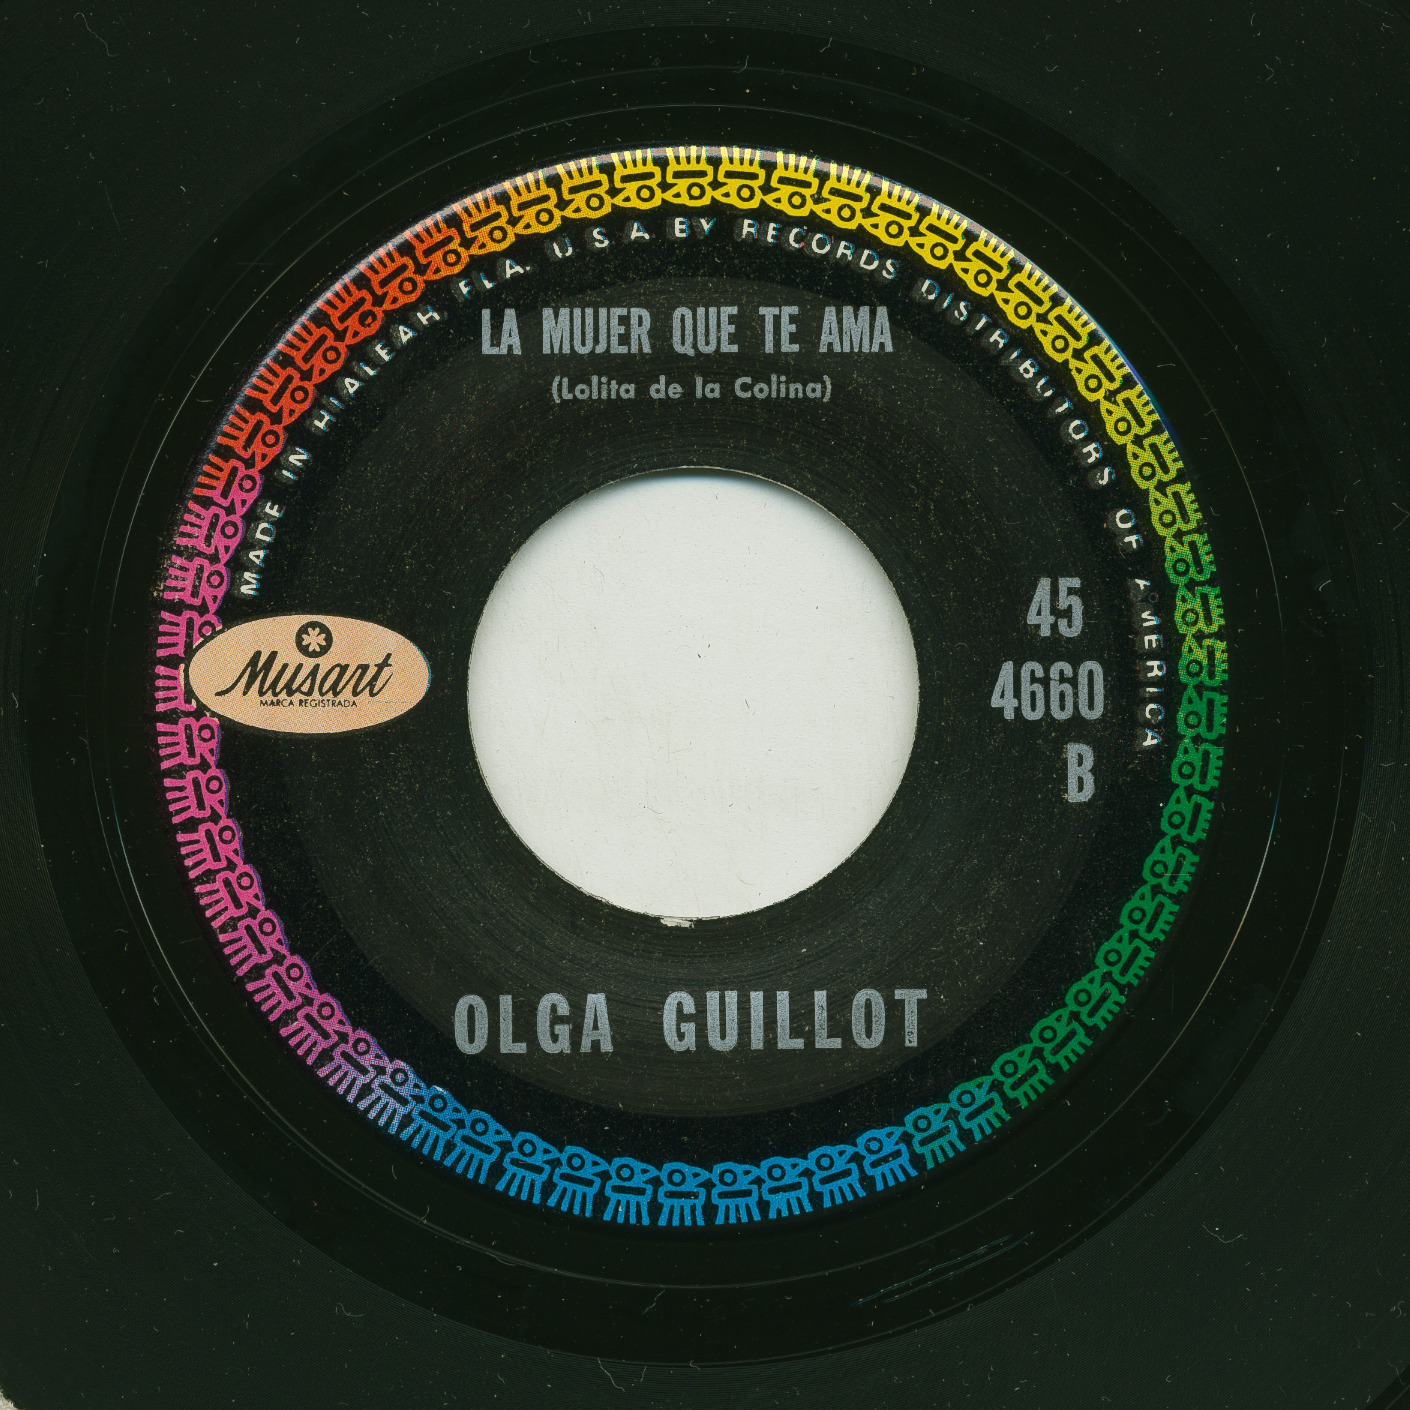 MADE IN HIALEAH FLA. U S A BY RECORDS DISTRIBUTORS OF AMERICA
LA MUJER QUE TE AMA
(Lolita de la Colina)
Musart
MARCA REGISTRADA
45
4660
B
OLGA GUILLOT